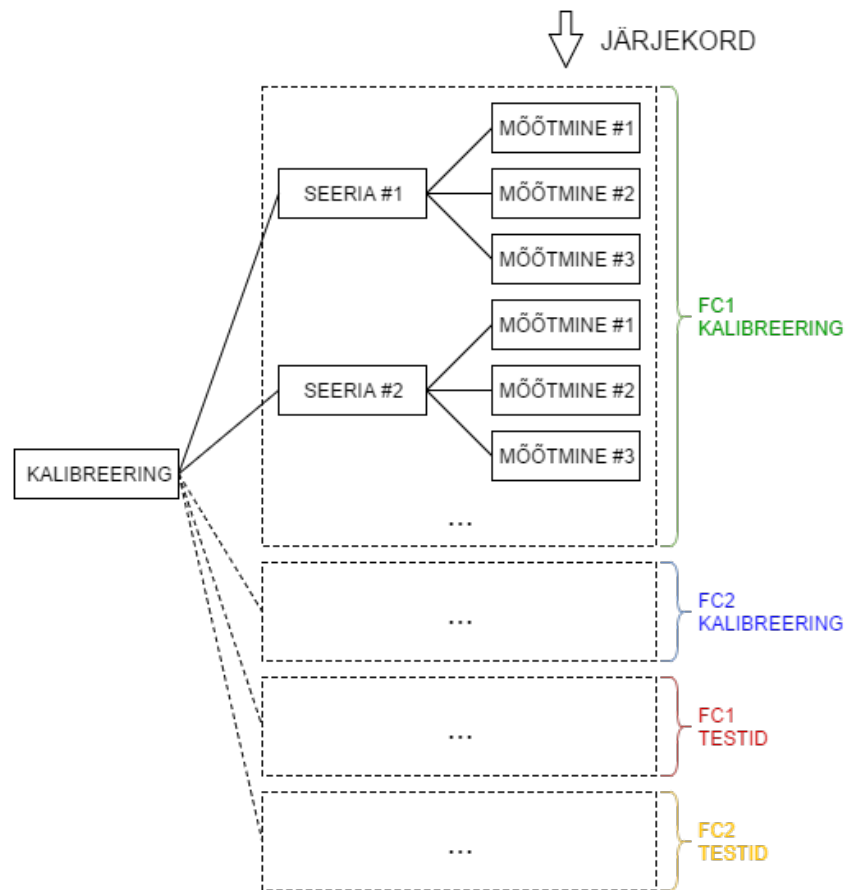 JÄRJEKORD
MÕÕTMINE #1
SEERIA #1
MÕÕTMINE #2
MÕÕTMINE #3
FC1
KALIBREERING
MÕÕTMINE #1
SEERIA #2
MÕÕTMINE #2
MÕÕTMINE #3
KALIBREERING
...
FC2
KALIBREERING
...
FC1
TESTID
...
FC2
TESTID
...